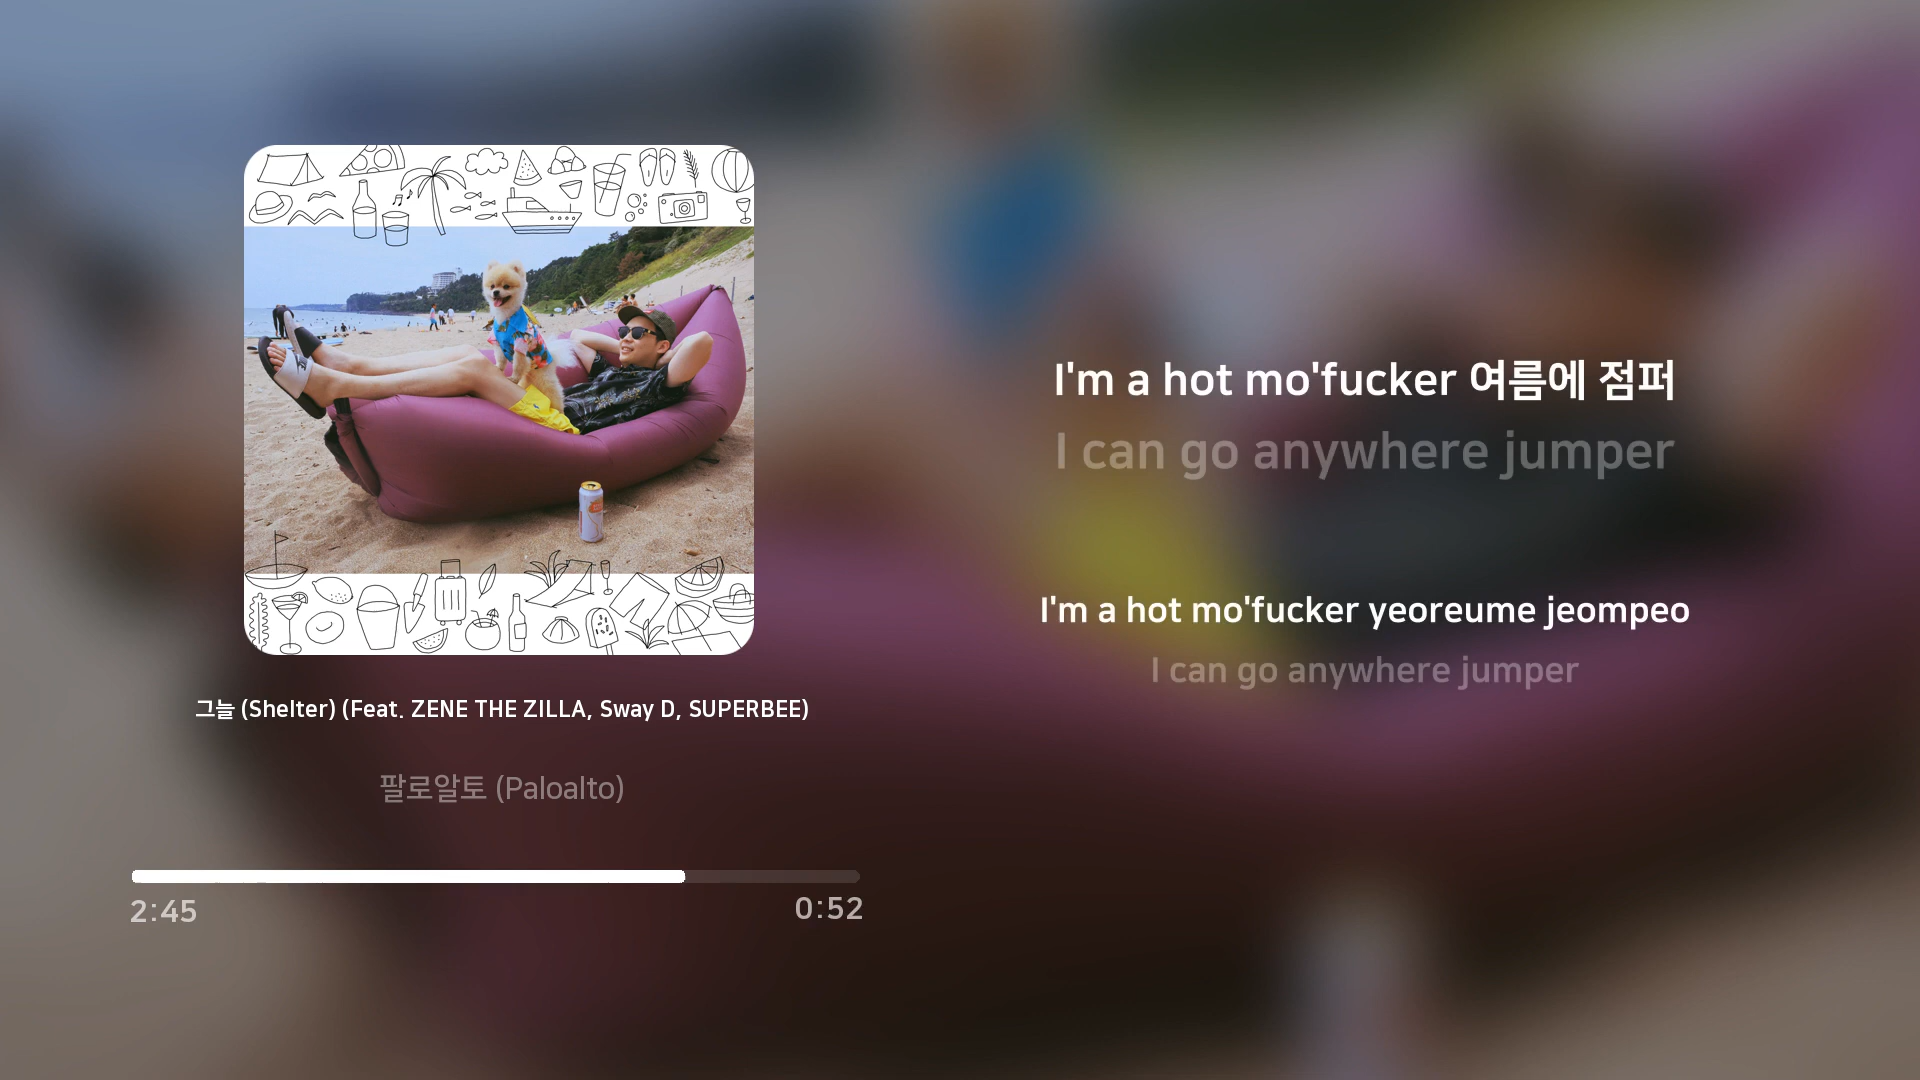 그늘 (Shelter) (Feat. ZENE THE ZILLA, Sway D, SUPERBEE)
팔로알토 (Paloalto)
2:45
0:52
I'm a hot mo'fucker 여름에 점퍼
I can go anywhere jumper
I'm a hot mo'fucker yeoreume jeompeo
I can go anywhere jumper